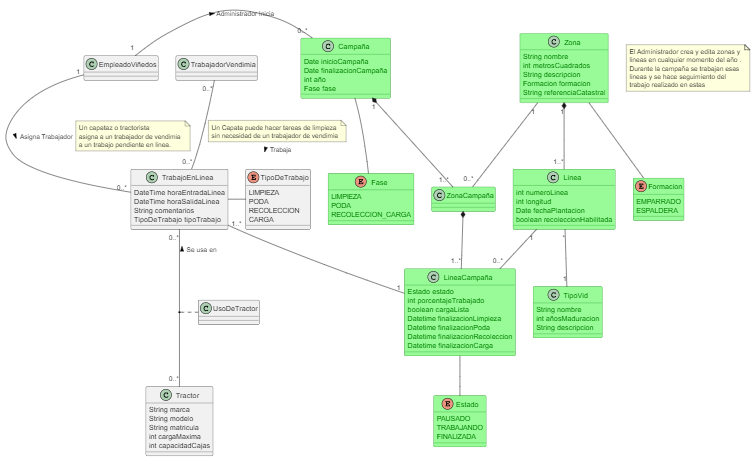 Administrador Inicia
1
0..*
C Campaña
Date inicioCampaña
Date finalizacionCampaña
int año
Fase fase
1
C Zona
String nombre
int metrosCuadrados
String descripcion
Formacion formacion
String referenciaCatastral
1
1
El Administrador crea y edita zonas y
lineas en cualquier momento del año .
Durante la campaña se trabajan esas
lineas y se hace seguimiento del
trabajo realizado en estas
C EmpleadoViñedos
1
C TrabajadorVendimia
0..*
Asigna Trabajador
Un capataz o tractorista
asigna a un trabajador de vendimia
a un trabajo pendiente en linea.
Un Capata puede hacer tareas de limpieza
sin necesidad de un trabajador de vendimia
Trabaja
0..*
0..*
C TrabajoEnLinea
DateTime horaEntradaLinea
DateTime horaSalidaLinea
String comentarios
TipoDeTrabajo tipoTrabajo
0..*
1..*
E TipoDeTrabajo
LIMPIEZA
PODA
RECOLECCION
CARGA
E Fase
LIMPIEZA
PODA
RECOLECCION_CARGA
1..*
0..*
C ZonaCampaña
1..*
1..*
C Linea
int numeroLinea
int longitud
Date fechaPlantacion
boolean recoleccionHabilitada
1
*
E Formacion
EMPARRADO
ESPALDERA
Se usa en
0..*
1
C LineaCampaña
Estado estado
int porcentajeTrabajado
boolean cargaLista
Datetime finalizacionLimpieza
Datetime finalizacionPoda
Datetime finalizacionRecoleccion
Datetime finalizacionCarga
1
C TipoVid
String nombre
int añosMaduracion
String descripcion
C UsoDeTractor
0..*
C Tractor
String marca
String modelo
String matricula
int cargaMaxima
int capacidadCajas
E Estado
PAUSADO
TRABAJANDO
FINALIZADA